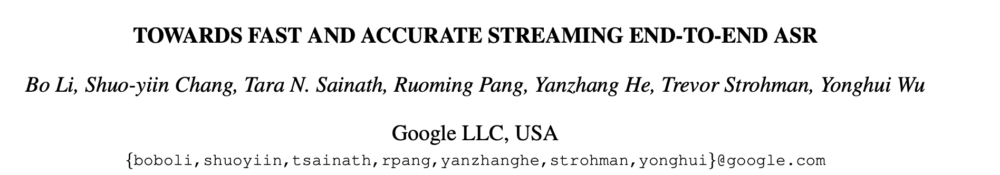 TOWARDS FAST AND ACCURATE STREAMING END-TO-END ASR
Bo Li, Shuo-yiin Chang, Tara N. Sainath, Ruoming Pang, Yanzhang He, Trevor Strohman, Yonghui Wu
Google LLC, USA
{boboli,shuoyiin,tsainath,rpang,yanzhanghe,strohman,yonghui}@google.com